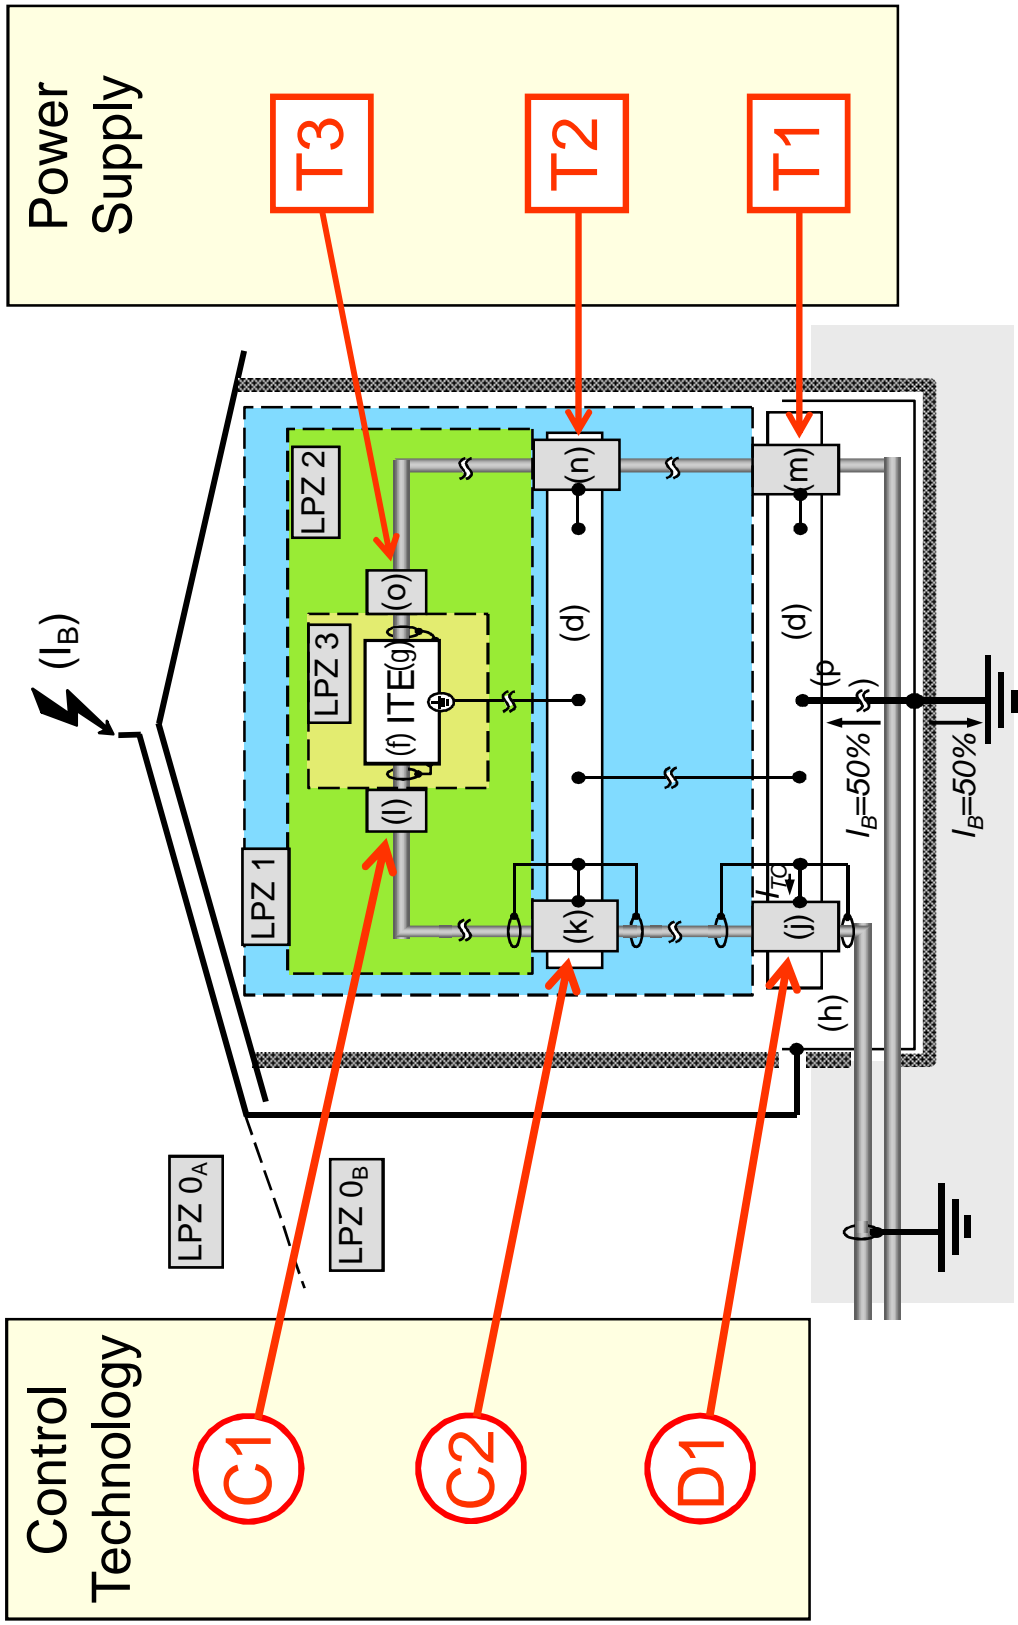 Control
Technology
Power
Supply
(IB)
LPZ 0A
LPZ 0B
LPZ 1
LPZ 2
LPZ 3
C1
C2
D1
T3
T2
T1
(l)
(f) ITE(g)
(o)
(k)
(d)
(n)
(j)
ITC
(d)
(m)
(h)
(p
)
IB=50%
IB=50%